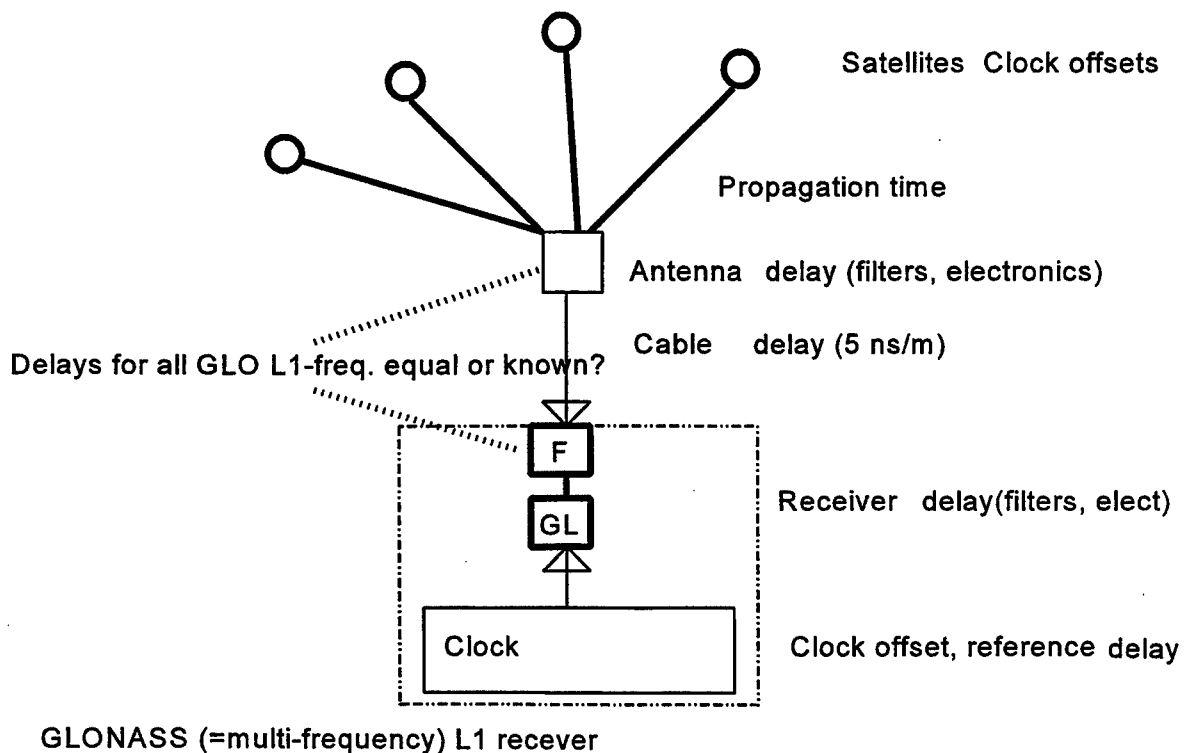 Satellites Clock offsets
Propagation time
Antenna delay (filters, electronics)
Cable delay (5 ns/m)
Delays for all GLO L1-freq. equal or known?
F
GL
Receiver delay(filters, elect)
Clock
Clock offset, reference delay
GLONASS (=multi-frequency) L1 recever